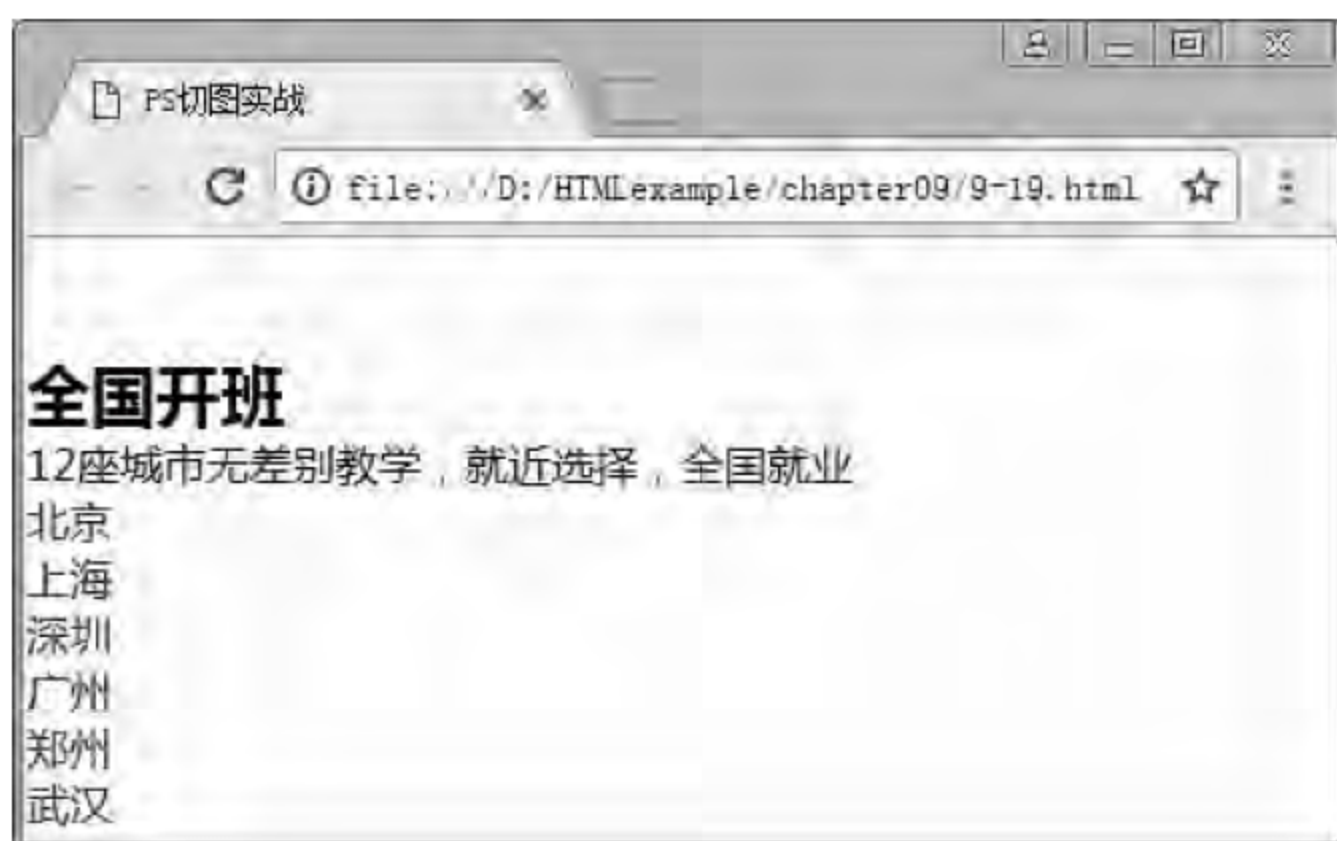 PS切图实战
file:///D:/HTMLexample/chapter09/9-19.html
全国开班
12座城市无差别教学，就近选择，全国就业
北京
上海
深圳
广州
郑州
武汉